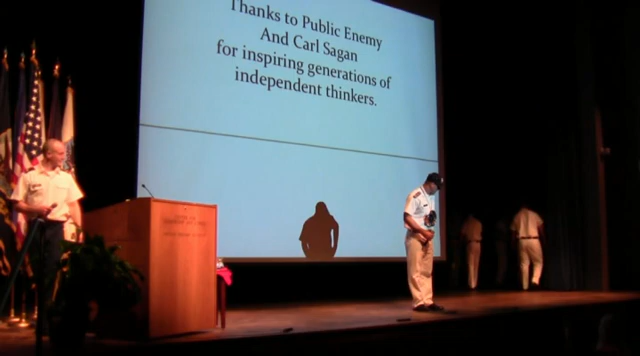 Thanks to Public Enemy
And Carl Sagan
for inspiring generations of
independent thinkers.